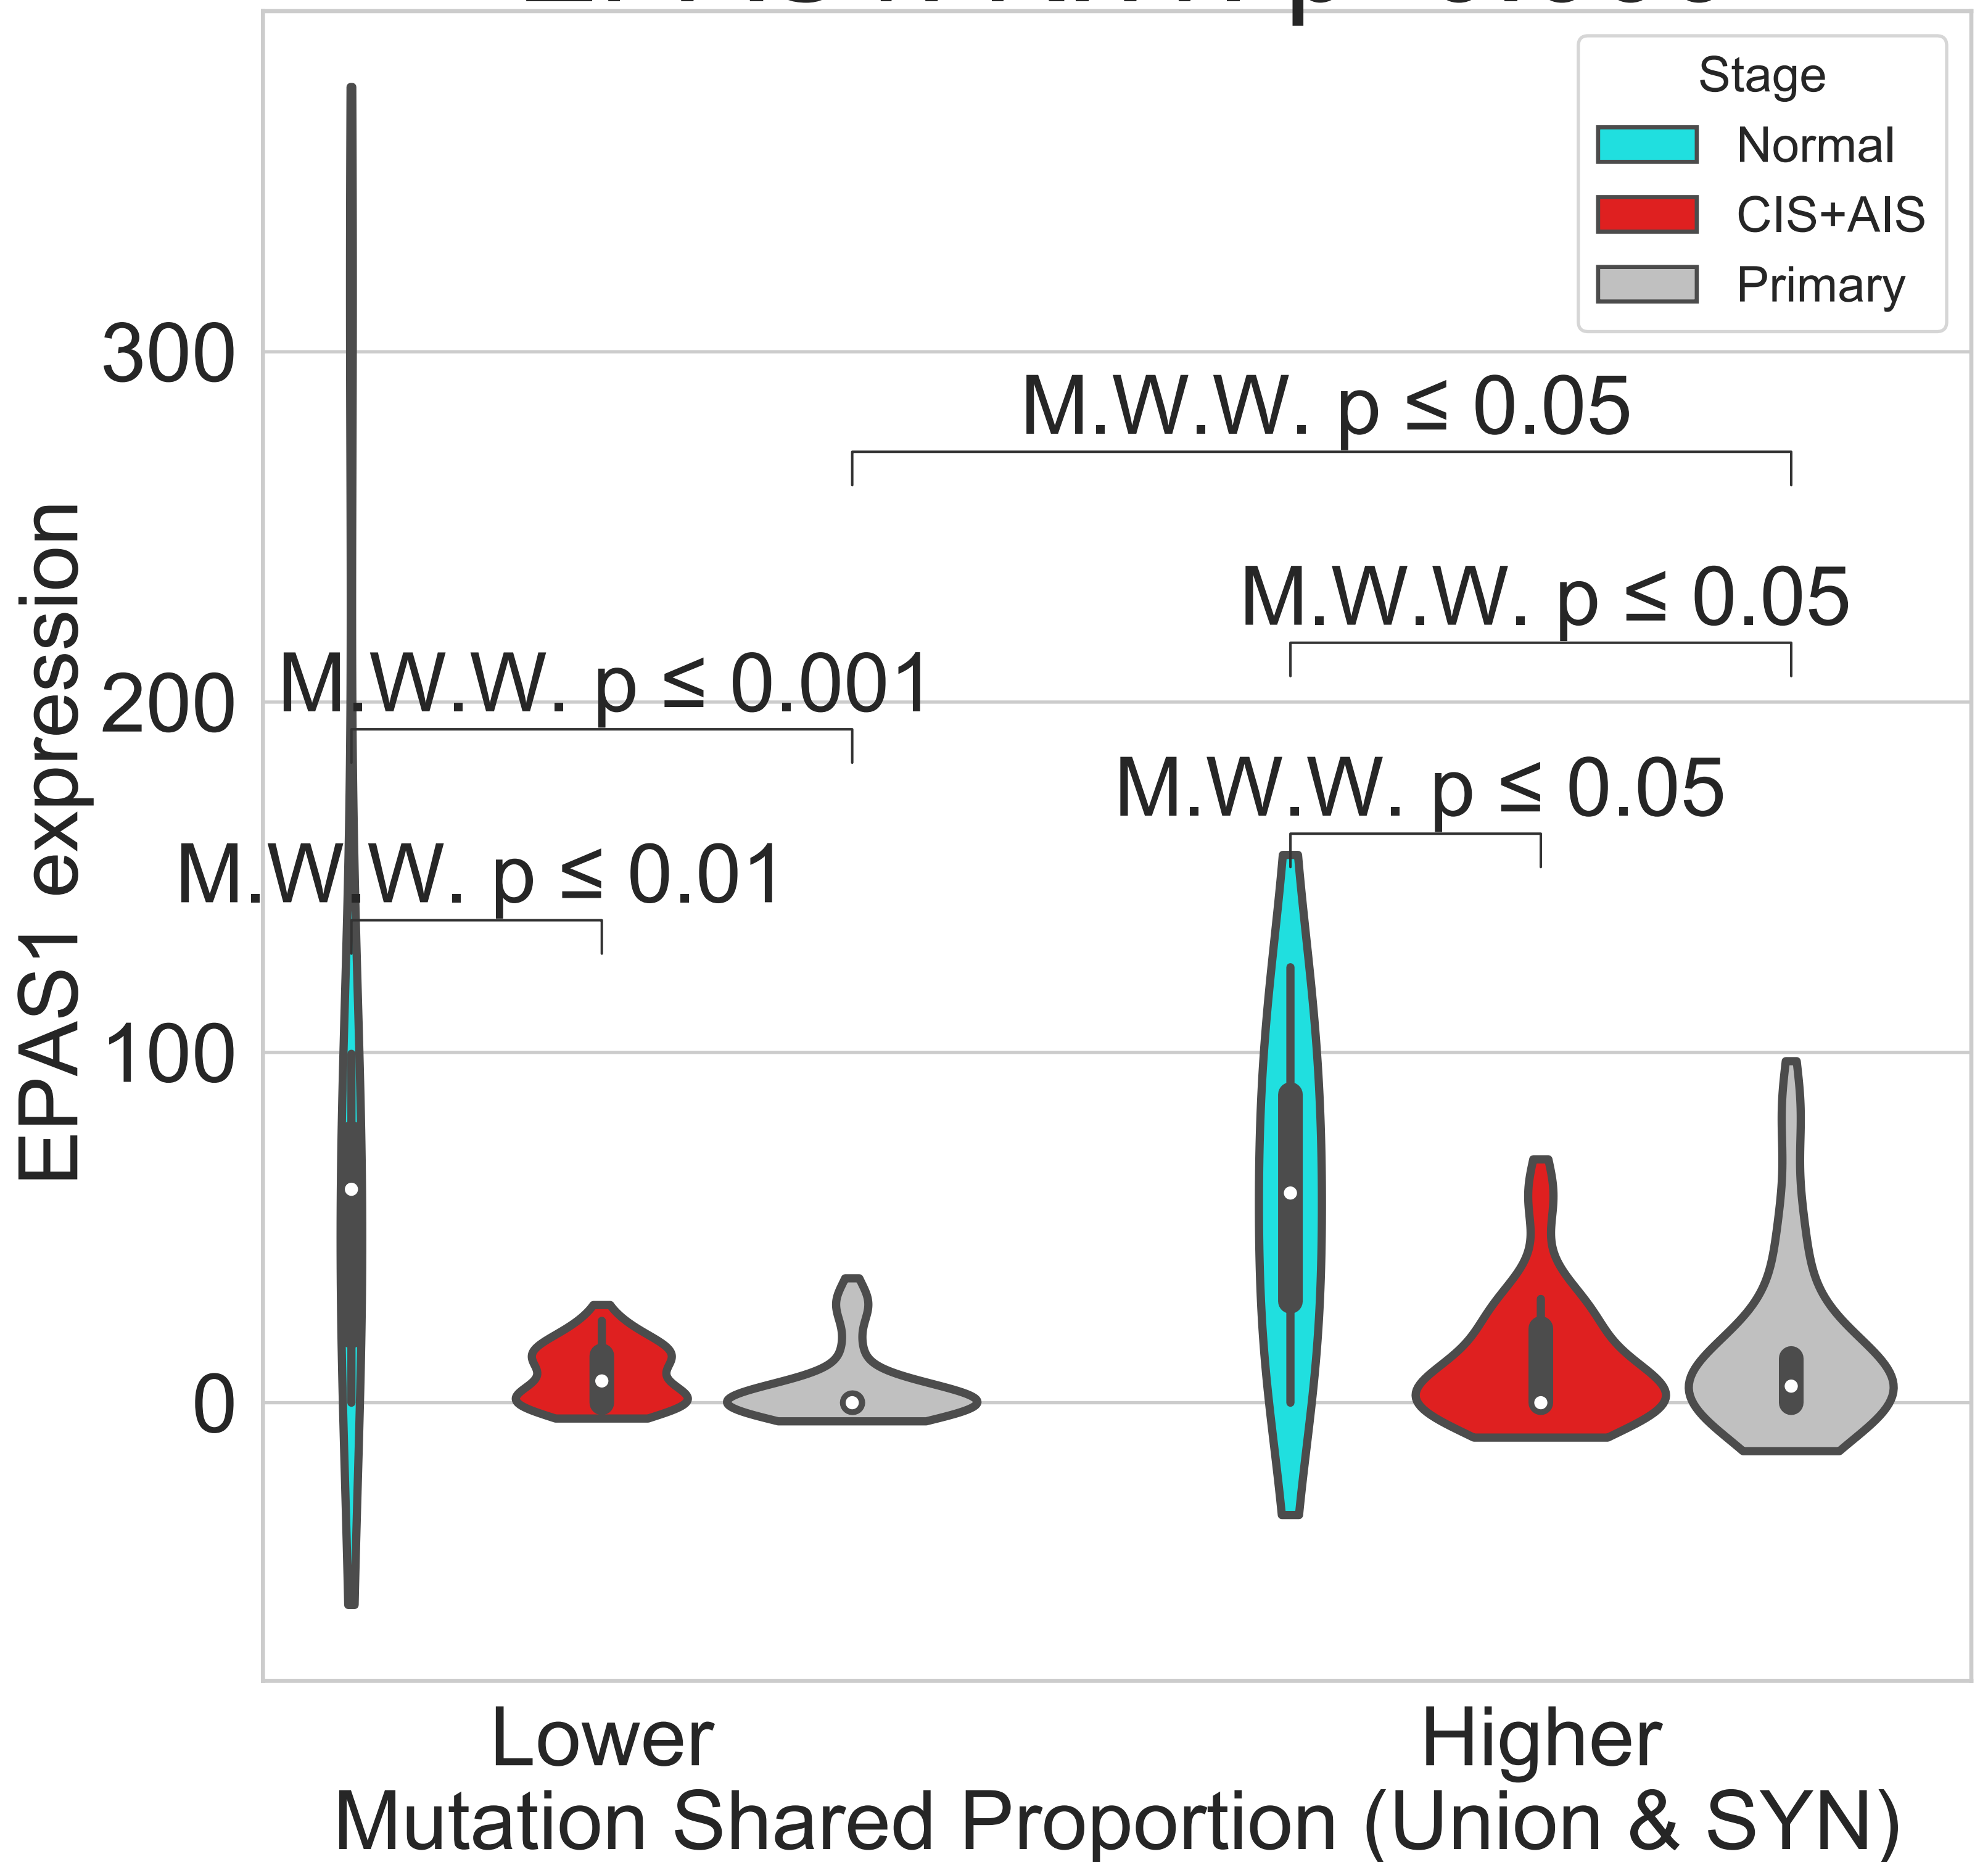 Stage
Normal
CIS+AIS
Primary
300
200
100
0
EPAS1 expression
M.W.W. p ≤ 0.05
M.W.W. p ≤ 0.05
M.W.W. p ≤ 0.001
M.W.W. p ≤ 0.05
M.W.W. p ≤ 0.01
Lower
Higher
Mutation Shared Proportion (Union & SYN)